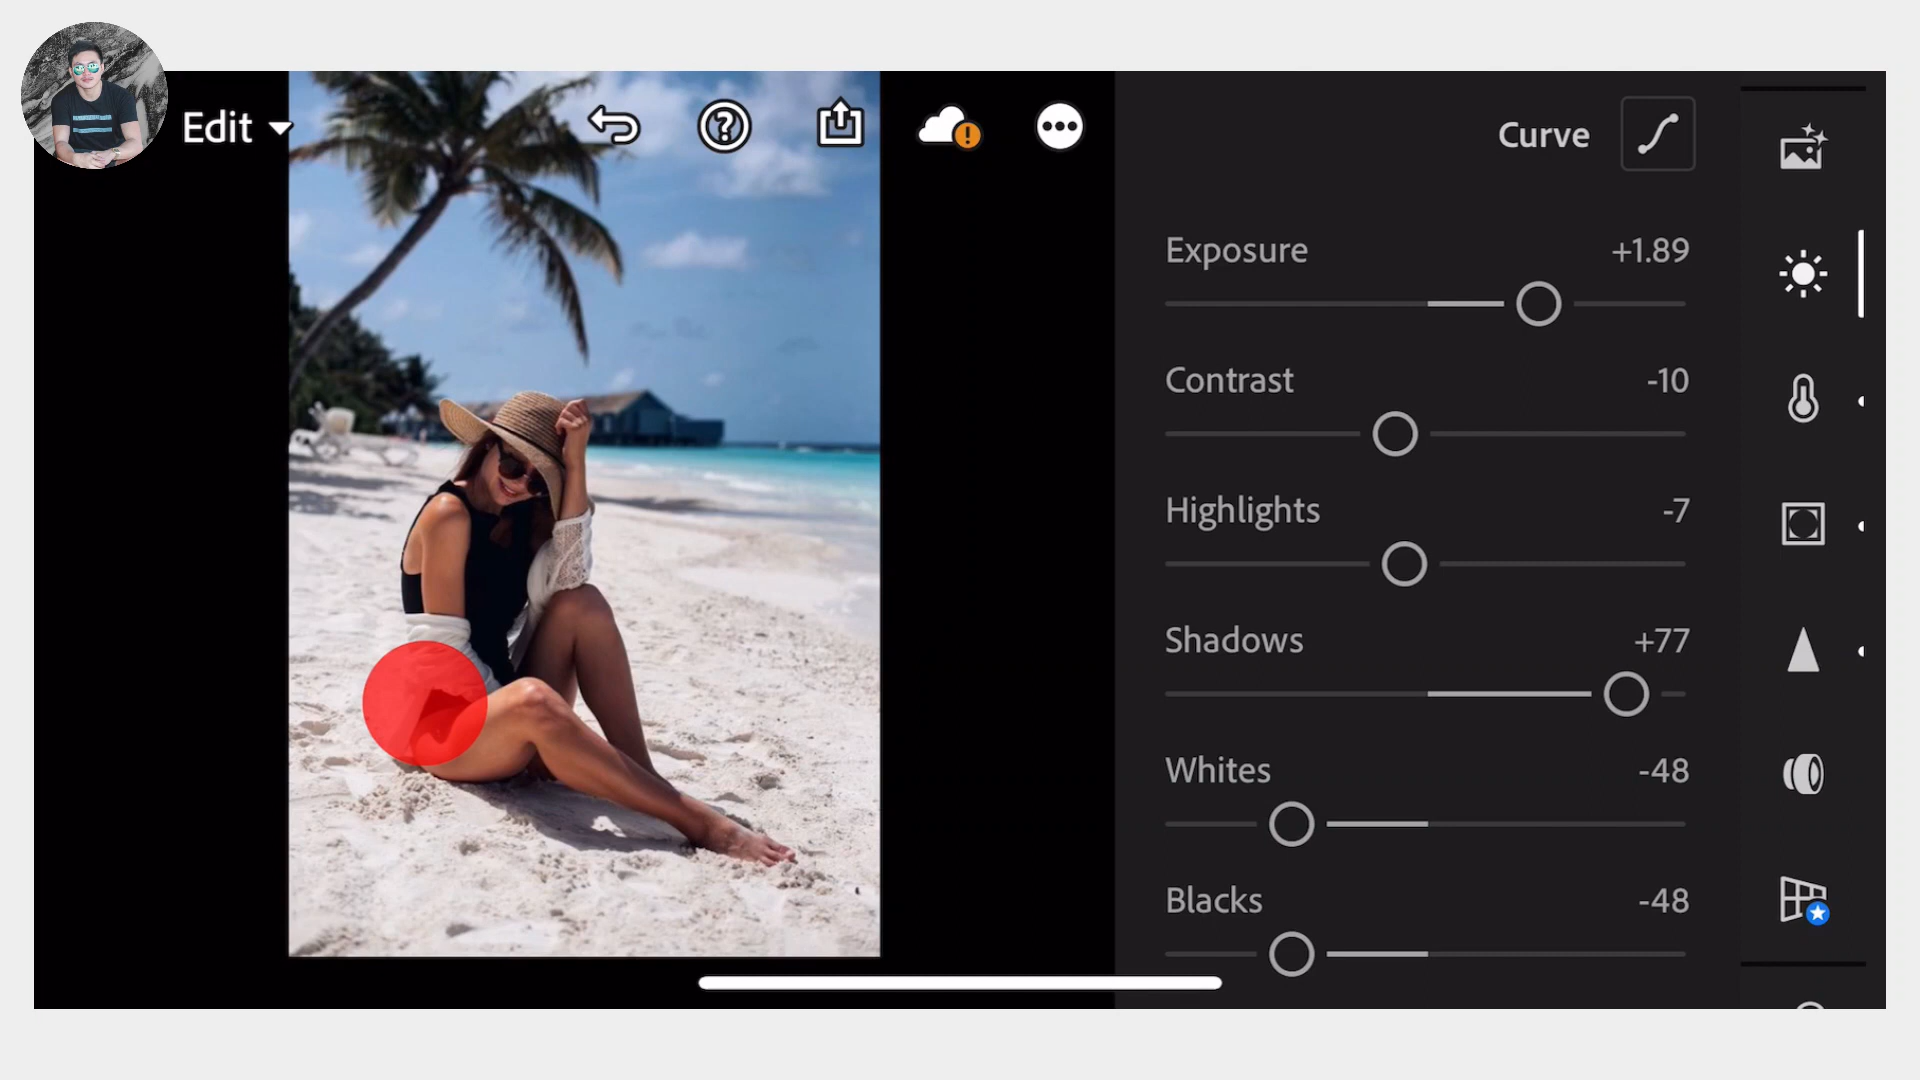 Edit
Curve
Exposure +1.89
Contrast -10
Highlights -7
Shadows +77
Whites -48
Blacks -48